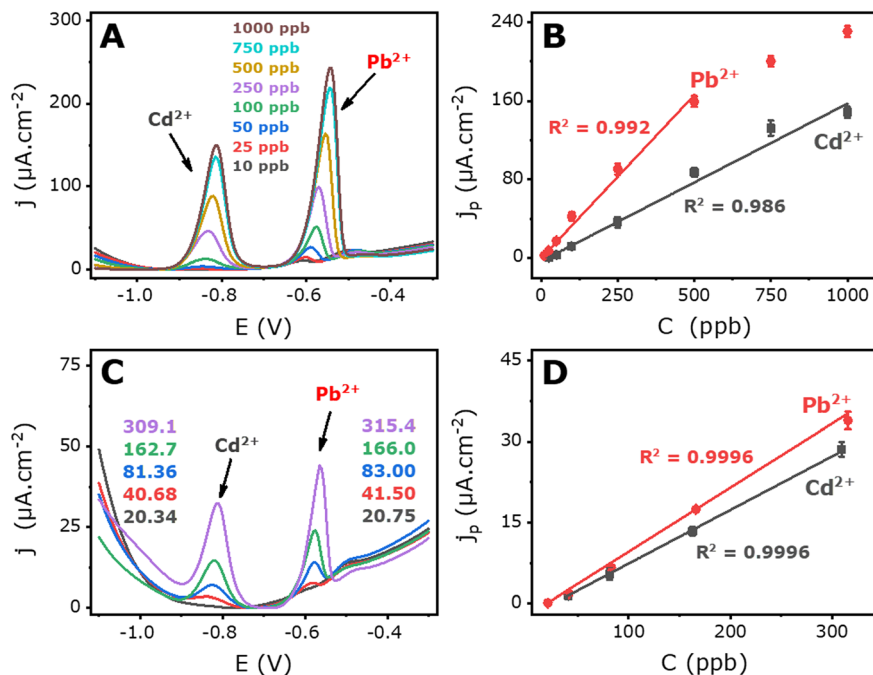 A
300
200
100
0
j (µA.cm⁻²)
-1.0
-0.8
-0.6
-0.4
E (V)
1000 ppb
750 ppb
500 ppb
250 ppb
100 ppb
50 ppb
25 ppb
10 ppb
Cd²⁺
Pb²⁺
B
240
160
80
0
jₚ (µA.cm⁻²)
0
250
500
750
1000
C (ppb)
Pb²⁺
R² = 0.992
Cd²⁺
R² = 0.986
C
75
50
25
0
j (µA.cm⁻²)
-1.0
-0.8
-0.6
-0.4
E (V)
309.1
162.7
81.36
40.68
20.34
Cd²⁺
Pb²⁺
315.4
166.0
83.00
41.50
20.75
D
45
30
15
0
jₚ (µA.cm⁻²)
100
200
300
C (ppb)
Pb²⁺
R² = 0.9996
Cd²⁺
R² = 0.9996